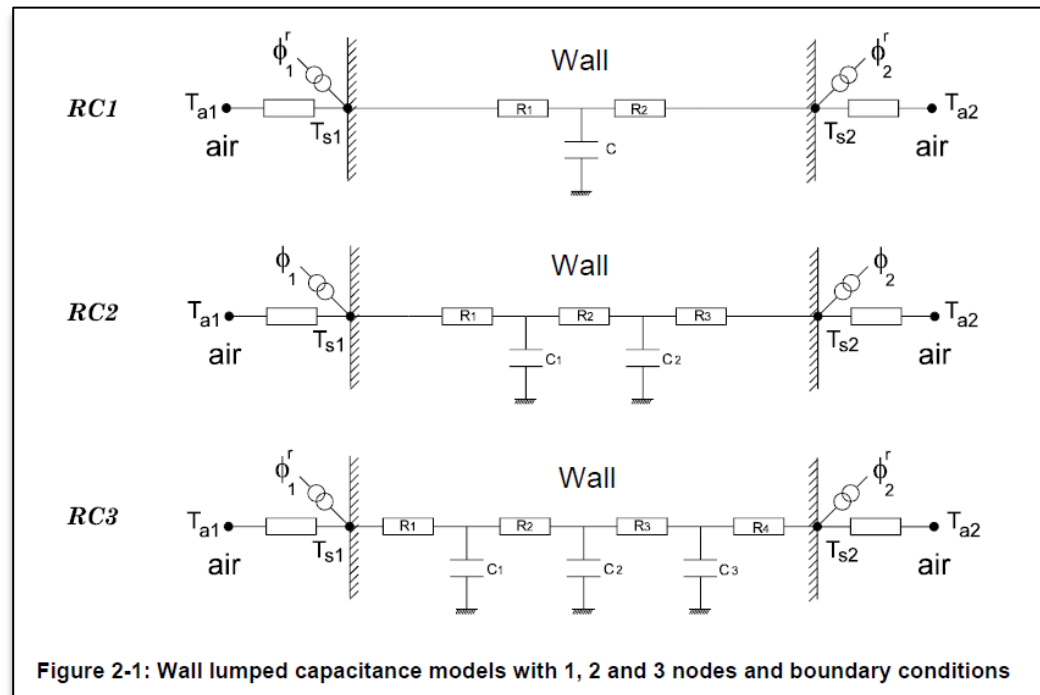 Wall
ϕ₁ʳ
ϕ₂ʳ
RC1
Tₐ₁
Tₛ₁
R₁
R₂
Tₛ₂
Tₐ₂
air
C
air
Wall
ϕ₁
ϕ₂
RC2
Tₐ₁
Tₛ₁
R₁
R₂
R₃
Tₛ₂
Tₐ₂
air
C₁
C₂
air
Wall
ϕ₁ʳ
ϕ₂ʳ
RC3
Tₐ₁
Tₛ₁
R₁
R₂
R₃
R₄
Tₛ₂
Tₐ₂
air
C₁
C₂
C₃
air
Figure 2-1: Wall lumped capacitance models with 1, 2 and 3 nodes and boundary conditions